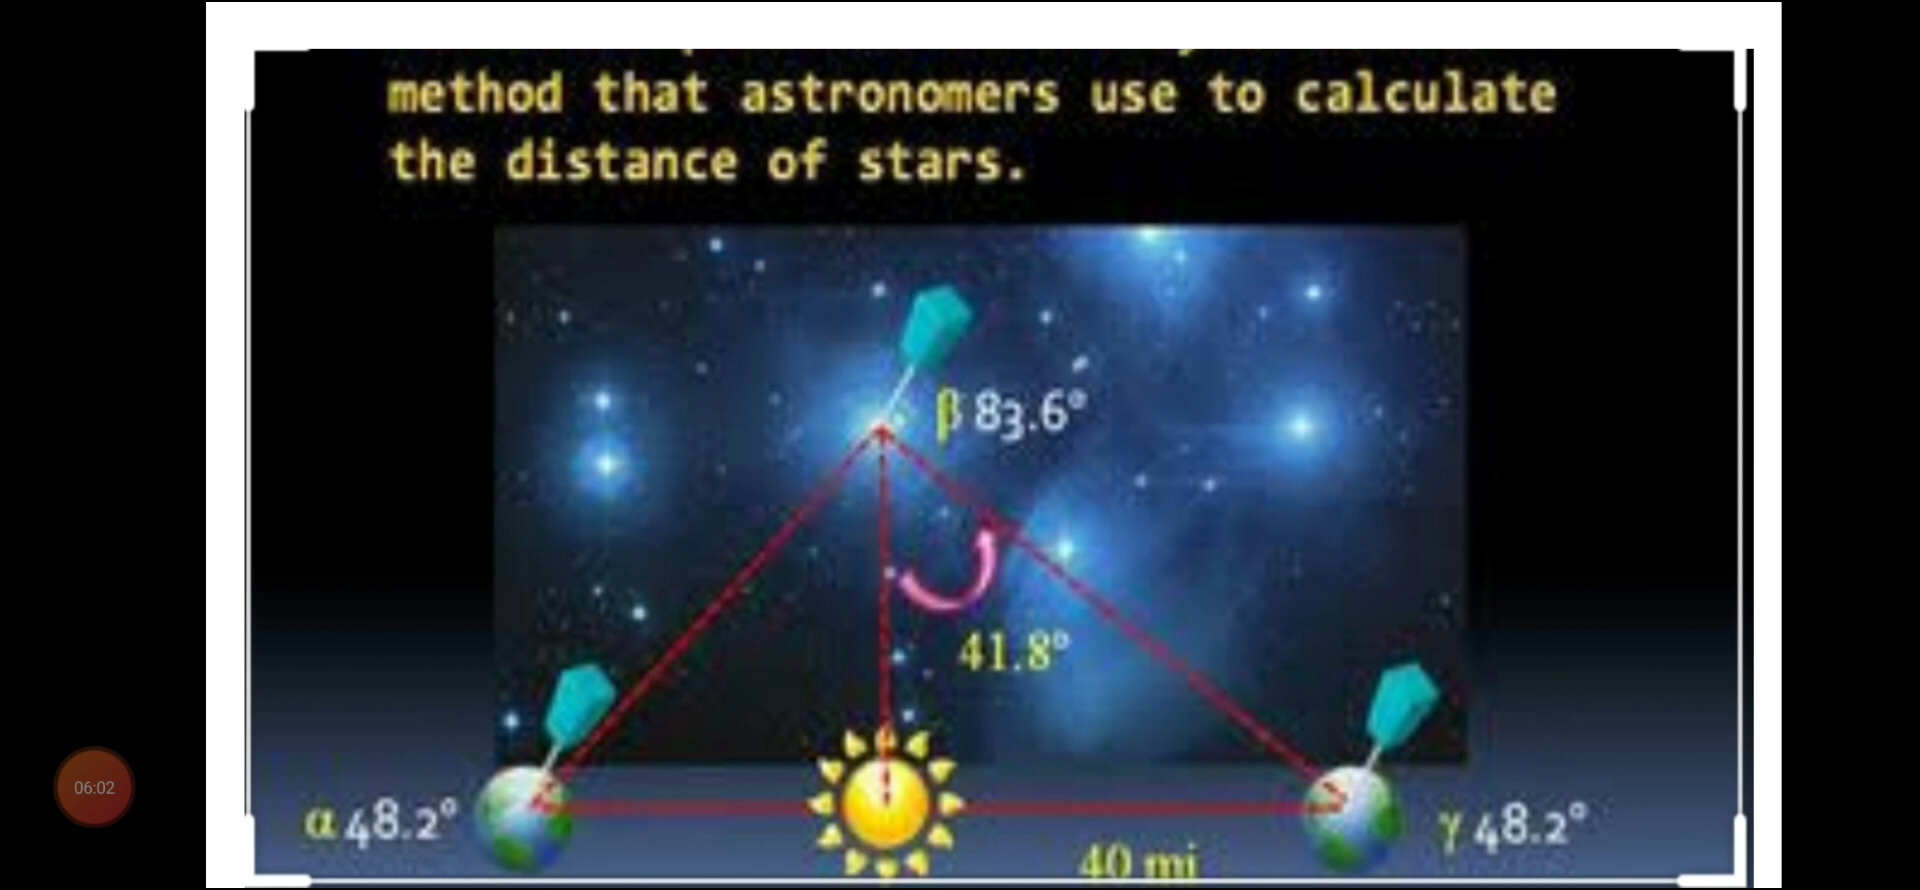 method that astronomers use to calculate
the distance of stars.
β 83.6°
41.8°
α 48.2°
γ 48.2°
40 mi
06:02